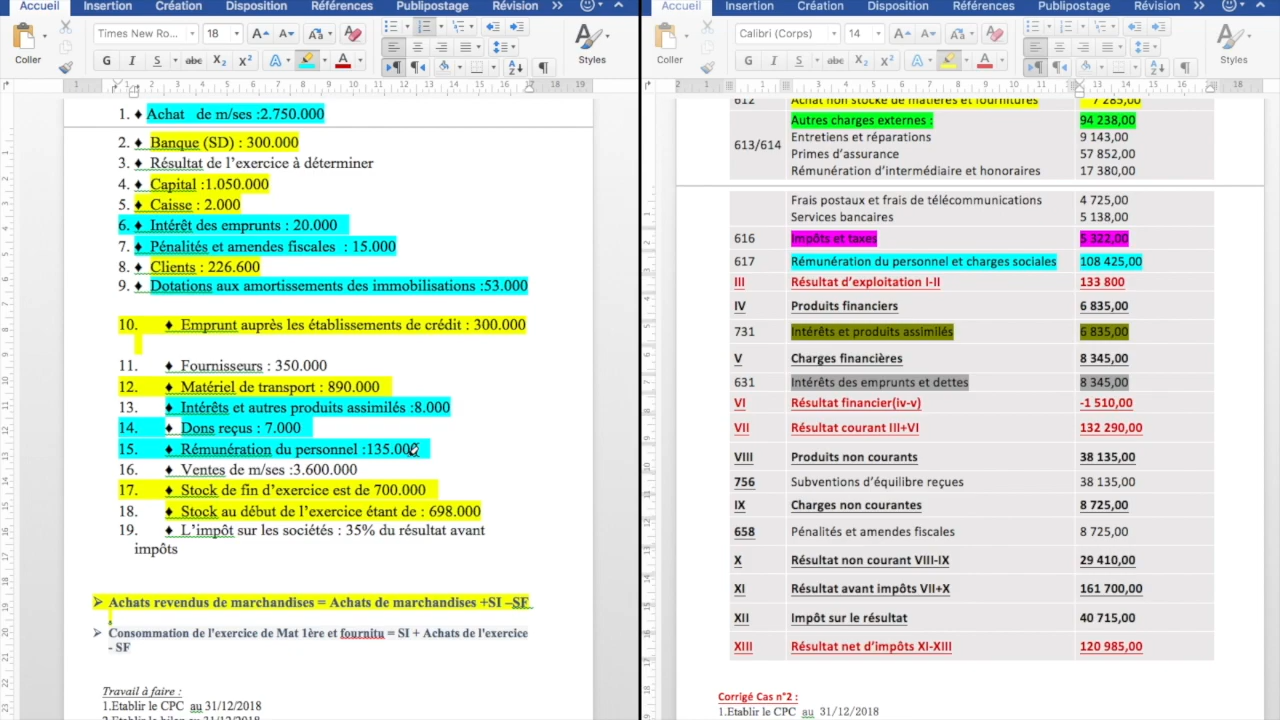 Accueil Insertion Création Disposition Références Publipostage Révision >>
Times New Ro... 18
Coller
Styles
1. ♦ Achat de m/ses :2.750.000
2. ♦ Banque (SD) : 300.000
3. ♦ Résultat de l'exercice à déterminer
4. ♦ Capital :1.050.000
5. ♦ Caisse : 2.000
6. ♦ Intérêt des emprunts : 20.000
7. ♦ Pénalités et amendes fiscales : 15.000
8. ♦ Clients : 226.600
9. ♦ Dotations aux amortissements des immobilisations :53.000
10. ♦ Emprunt auprès les établissements de crédit : 300.000
11. ♦ Fournisseurs : 350.000
12. ♦ Matériel de transport : 890.000
13. ♦ Intérêts et autres produits assimilés :8.000
14. ♦ Dons reçus : 7.000
15. ♦ Rémunération du personnel :135.000
16. ♦ Ventes de m/ses :3.600.000
17. ♦ Stock de fin d'exercice est de 700.000
18. ♦ Stock au début de l'exercice étant de : 698.000
19. ♦ L'impôt sur les sociétés : 35% du résultat avant
impôts
➢ Achats revendus de marchandises = Achats de marchandises +SI –SF
➢ Consommation de l'exercice de Mat 1ère et fournitu = SI + Achats de l'exercice
- SF
Travail à faire :
1.Etablir le CPC au 31/12/2018
2.Etablir le bilan au 31/12/2018
Accueil Insertion Création Disposition Références Publipostage Révision >>
Calibri (Corps) 14
Coller
Styles
612 Achat non stocké de matières et fournitures 7 285,00
Autres charges externes : 94 238,00
613/614 Entretiens et réparations 9 143,00
Primes d'assurance 57 852,00
Rémunération d'intermédiaire et honoraires 17 380,00
Frais postaux et frais de télécommunications 4 725,00
Services bancaires 5 138,00
616 Impôts et taxes 5 322,00
617 Rémunération du personnel et charges sociales 108 425,00
III Résultat d'exploitation I-II 133 800
IV Produits financiers 6 835,00
731 Intérêts et produits assimilés 6 835,00
V Charges financières 8 345,00
631 Intérêts des emprunts et dettes 8 345,00
VI Résultat financier(iv-v) -1 510,00
VII Résultat courant III+VI 132 290,00
VIII Produits non courants 38 135,00
756 Subventions d'équilibre reçues 38 135,00
IX Charges non courantes 8 725,00
658 Pénalités et amendes fiscales 8 725,00
X Résultat non courant VIII-IX 29 410,00
XI Résultat avant impôts VII+X 161 700,00
XII Impôt sur le résultat 40 715,00
XIII Résultat net d'impôts XI-XIII 120 985,00
Corrigé Cas n°2 :
1.Etablir le CPC au 31/12/2018